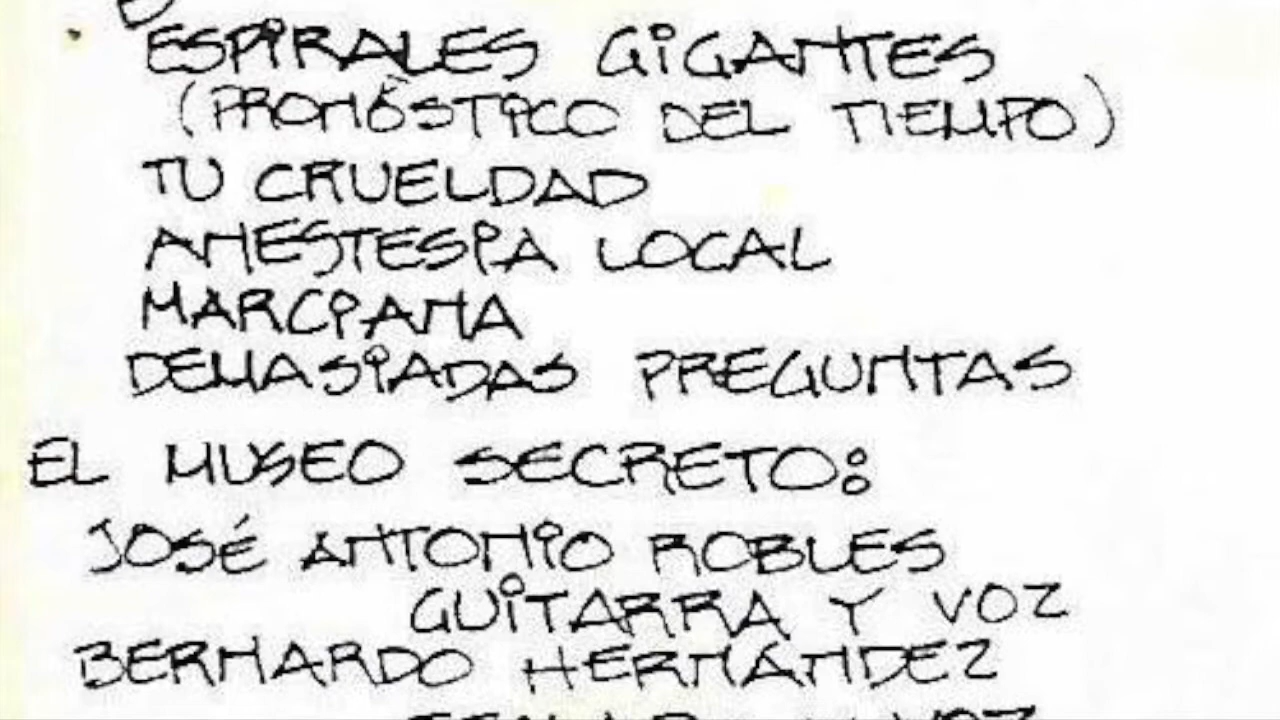 ESPIRALES GIGANTES
(PRONÓSTICO DEL TIEMPO)
TU CRUELDAD
ANESTESIA LOCAL
MARCIANA
DEMASIADAS PREGUNTAS
EL MUSEO SECRETO:
JOSÉ ANTONIO ROBLES
GUITARRA Y VOZ
BERNARDO HERNÁNDEZ
VOZ